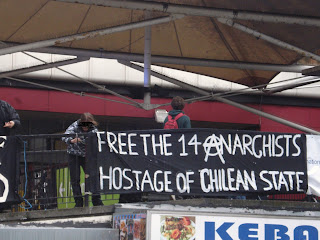 FREE THE 14 ANARCHISTS
HOSTAGE OF CHILEAN STATE
KEBA